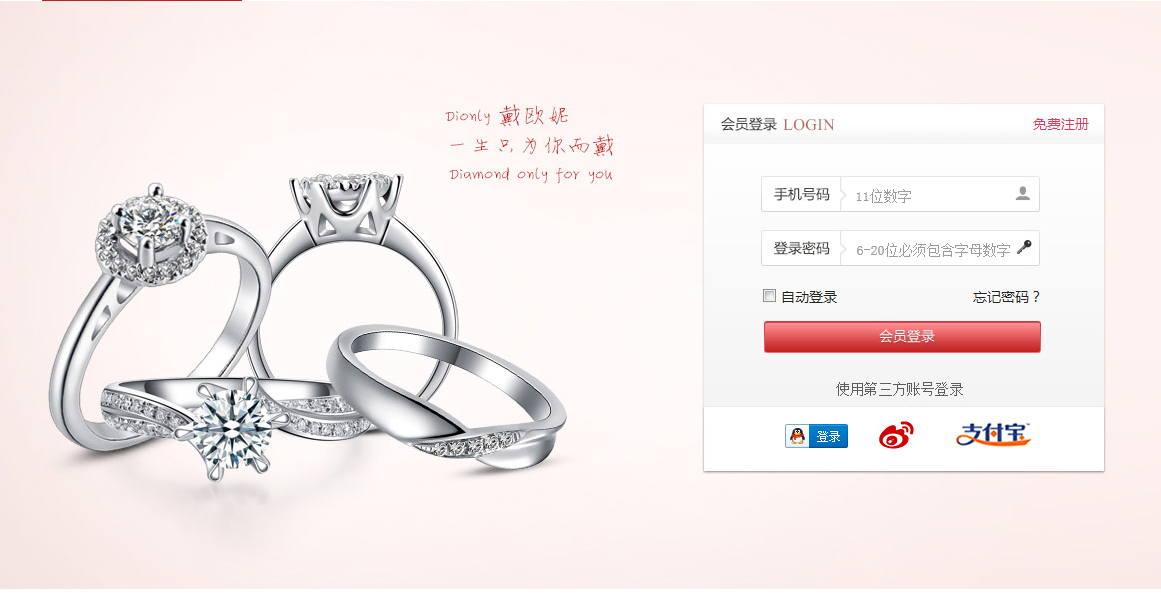 Dionly 戴欧妮
一生只为你而戴
Diamond only for you
会员登录 LOGIN
免费注册
手机号码 11位数字
登录密码 6-20位必须包含字母数字
自动登录
忘记密码？
会员登录
使用第三方账号登录
登录
支付宝